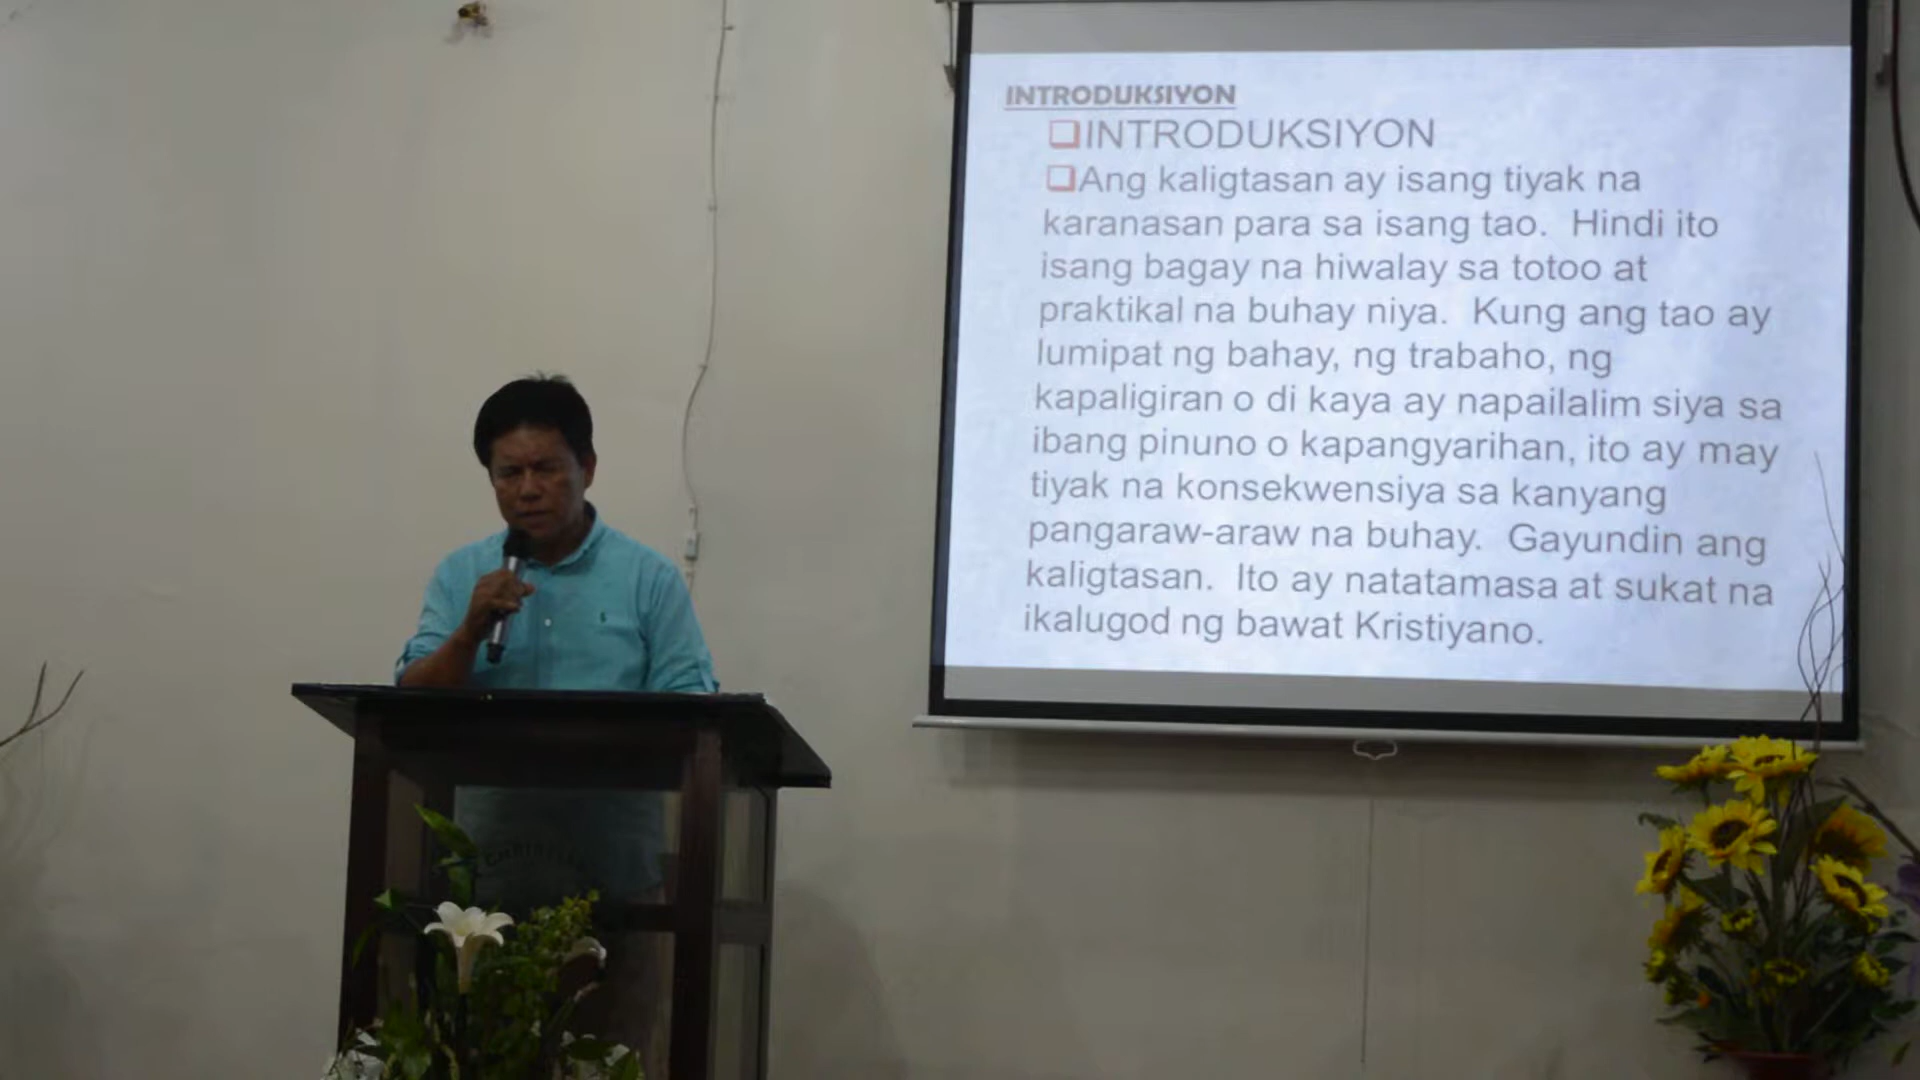 INTRODUKSIYON
INTRODUKSIYON
Ang kaligtasan ay isang tiyak na
karanasan para sa isang tao. Hindi ito
isang bagay na hiwalay sa totoo at
praktikal na buhay niya. Kung ang tao ay
lumipat ng bahay, ng trabaho, ng
kapaligiran o di kaya ay napailalim siya sa
ibang pinuno o kapangyarihan, ito ay may
tiyak na konsekwensiya sa kanyang
pangaraw-araw na buhay. Gayundin ang
kaligtasan. Ito ay natatamasa at sukat na
ikalugod ng bawat Kristiyano.